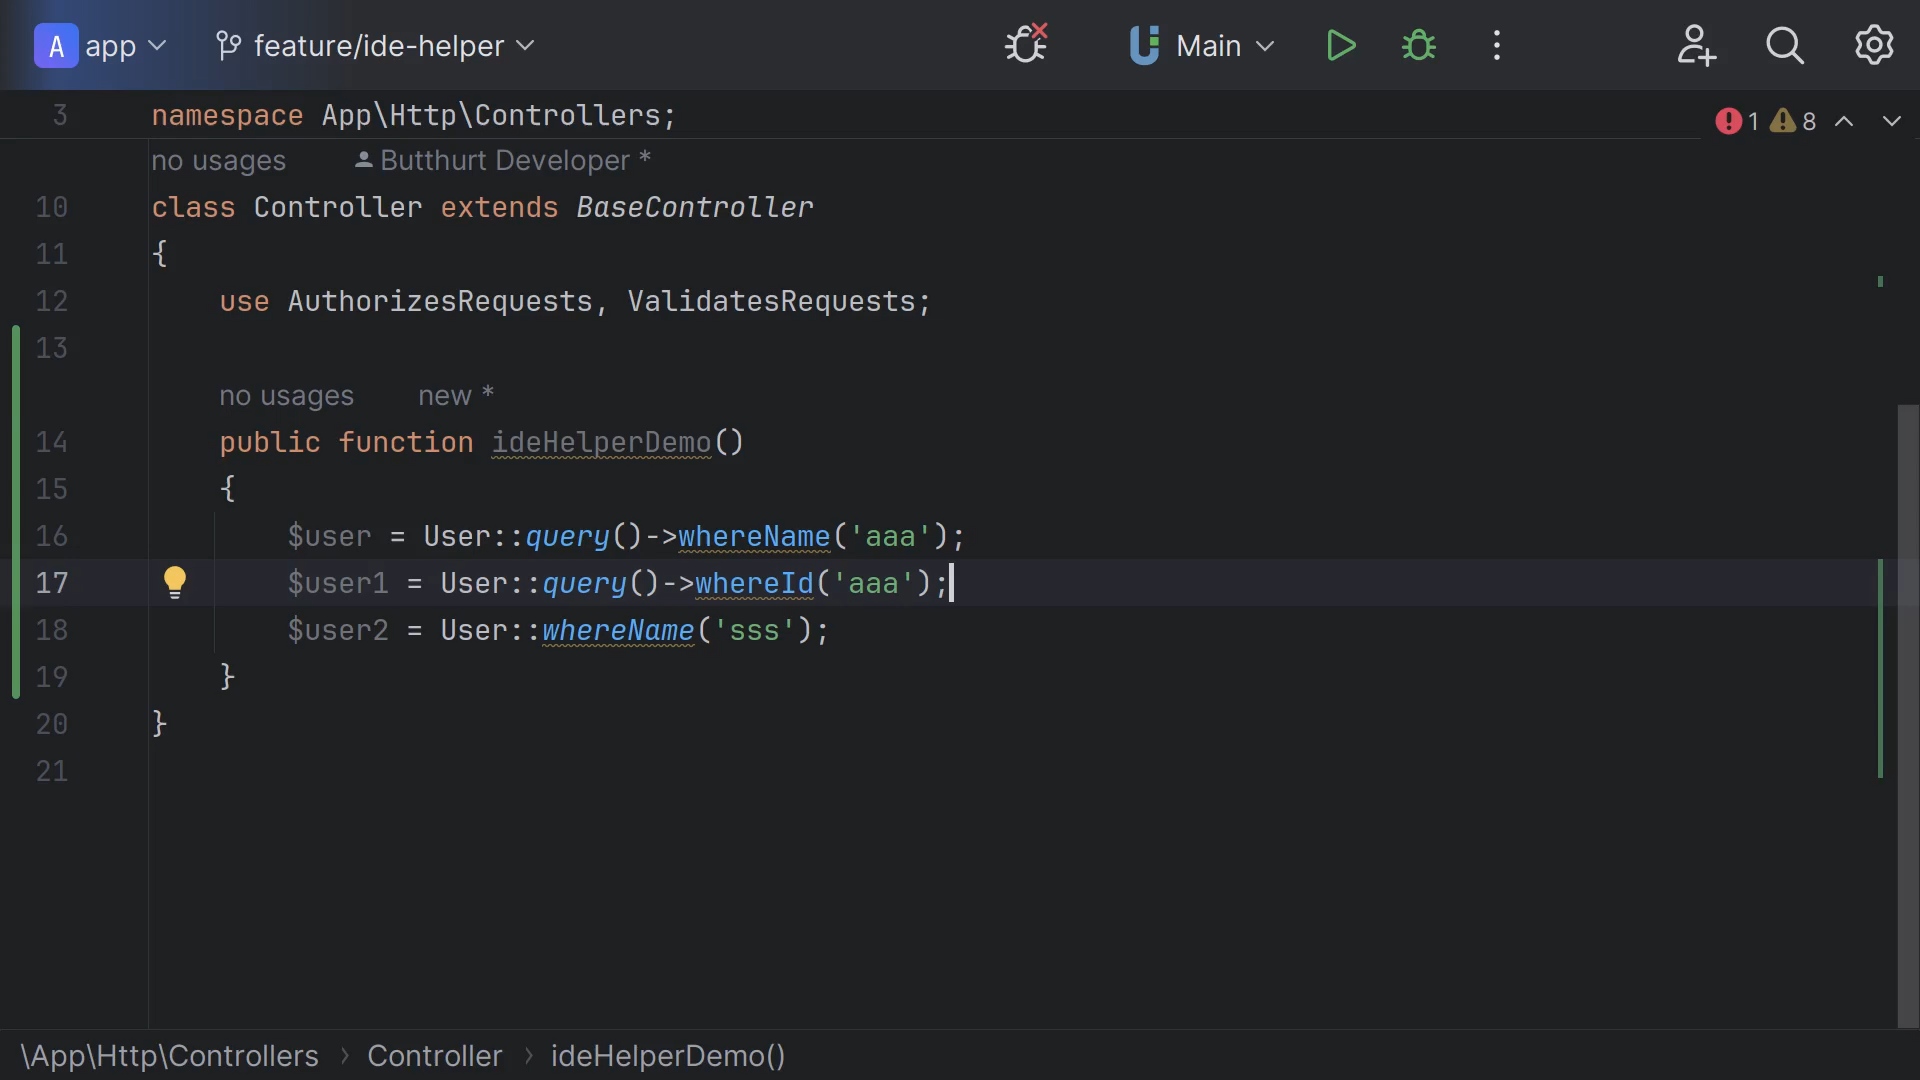 A app feature/ide-helper Main
3 namespace App\Http\Controllers; 1 8
no usages Butthurt Developer *
10 class Controller extends BaseController
11 {
12 use AuthorizesRequests, ValidatesRequests;
13
no usages new *
14 public function ideHelperDemo()
15 {
16 $user = User::query()->whereName('aaa');
17 $user1 = User::query()->whereId('aaa');
18 $user2 = User::whereName('sss');
19 }
20 }
21
\App\Http\Controllers › Controller › ideHelperDemo()